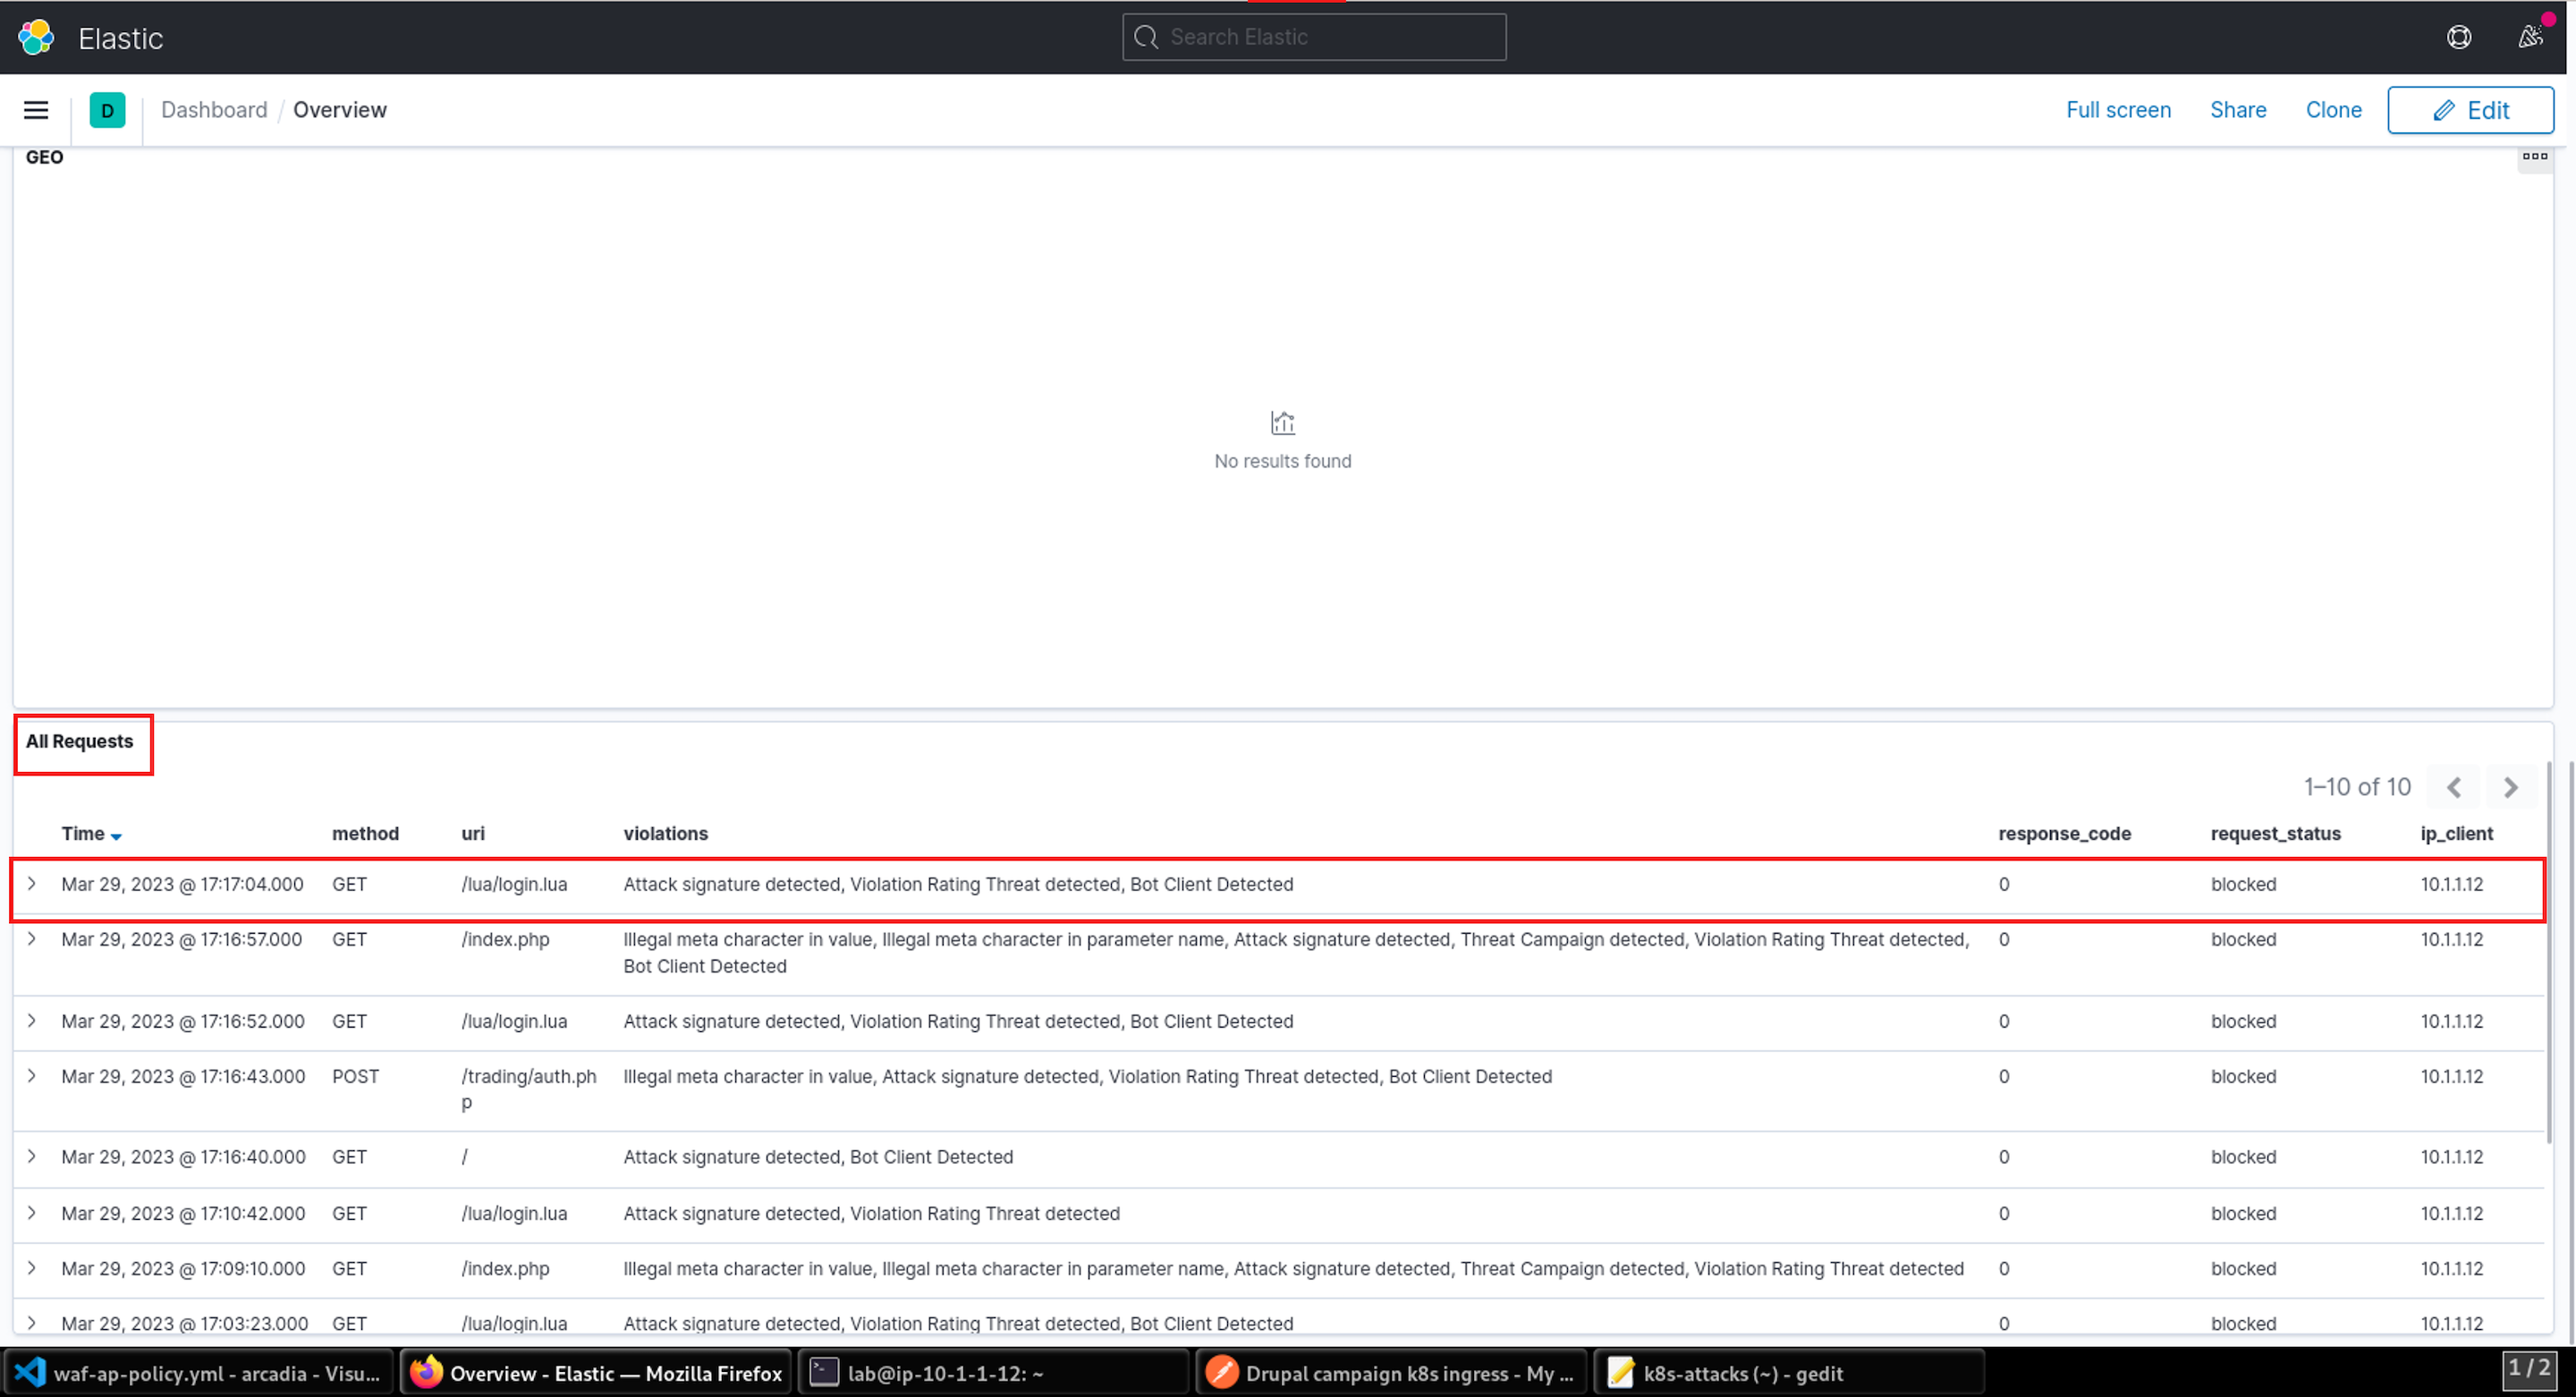 Elastic
Search Elastic
D
Dashboard / Overview
Full screen Share Clone Edit
GEO
No results found
All Requests
1–10 of 10
Time method uri violations response_code request_status ip_client
Mar 29, 2023 @ 17:17:04.000 GET /lua/login.lua Attack signature detected, Violation Rating Threat detected, Bot Client Detected 0 blocked 10.1.1.12
Mar 29, 2023 @ 17:16:57.000 GET /index.php Illegal meta character in value, Illegal meta character in parameter name, Attack signature detected, Threat Campaign detected, Violation Rating Threat detected, 0 blocked 10.1.1.12
Bot Client Detected
Mar 29, 2023 @ 17:16:52.000 GET /lua/login.lua Attack signature detected, Violation Rating Threat detected, Bot Client Detected 0 blocked 10.1.1.12
Mar 29, 2023 @ 17:16:43.000 POST /trading/auth.ph Illegal meta character in value, Attack signature detected, Violation Rating Threat detected, Bot Client Detected 0 blocked 10.1.1.12
p
Mar 29, 2023 @ 17:16:40.000 GET / Attack signature detected, Bot Client Detected 0 blocked 10.1.1.12
Mar 29, 2023 @ 17:10:42.000 GET /lua/login.lua Attack signature detected, Violation Rating Threat detected 0 blocked 10.1.1.12
Mar 29, 2023 @ 17:09:10.000 GET /index.php Illegal meta character in value, Illegal meta character in parameter name, Attack signature detected, Threat Campaign detected, Violation Rating Threat detected 0 blocked 10.1.1.12
Mar 29, 2023 @ 17:03:23.000 GET /lua/login.lua Attack signature detected, Violation Rating Threat detected, Bot Client Detected 0 blocked 10.1.1.12
waf-ap-policy.yml - arcadia - Visu... Overview - Elastic — Mozilla Firefox lab@ip-10-1-1-12: ~ Drupal campaign k8s ingress - My ... k8s-attacks (~) - gedit 1 / 2